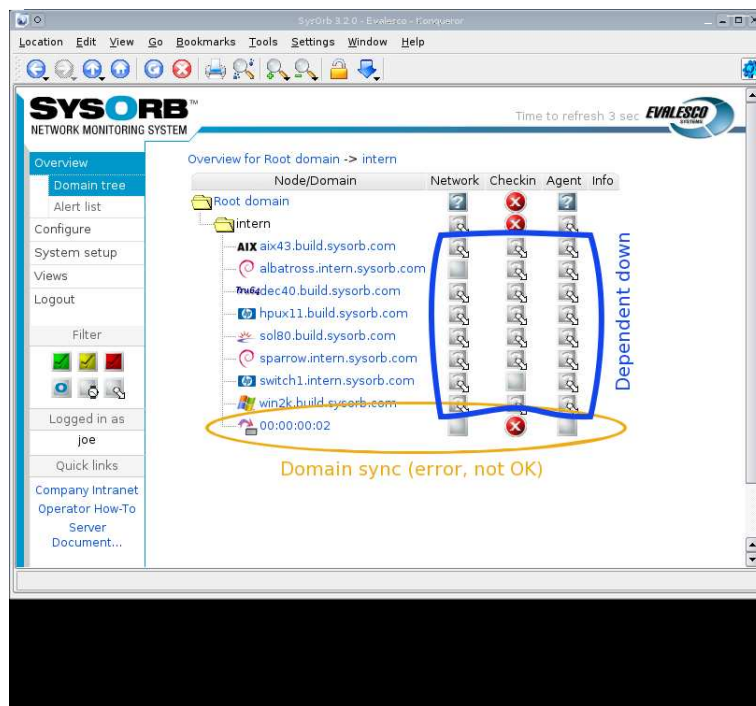 SysOrb 3.2.0 - Evalesco - Konqueror
Location Edit View Go Bookmarks Tools Settings Window Help
SYSORB™
NETWORK MONITORING SYSTEM
Time to refresh 3 sec
EVALESCO
SYSTEMS
Overview
Domain tree
Alert list
Configure
System setup
Views
Logout
Filter
Logged in as
joe
Quick links
Company Intranet
Operator How-To
Server
Document...
Overview for Root domain -> intern
Node/Domain Network Checkin Agent Info
Root domain
intern
AIX aix43.build.sysorb.com
albatross.intern.sysorb.com
Tru64 dec40.build.sysorb.com
hp hpux11.build.sysorb.com
sol80.build.sysorb.com
sparrow.intern.sysorb.com
hp switch1.intern.sysorb.com
win2k.build.sysorb.com
00:00:00:02
Dependent down
Domain sync (error, not OK)